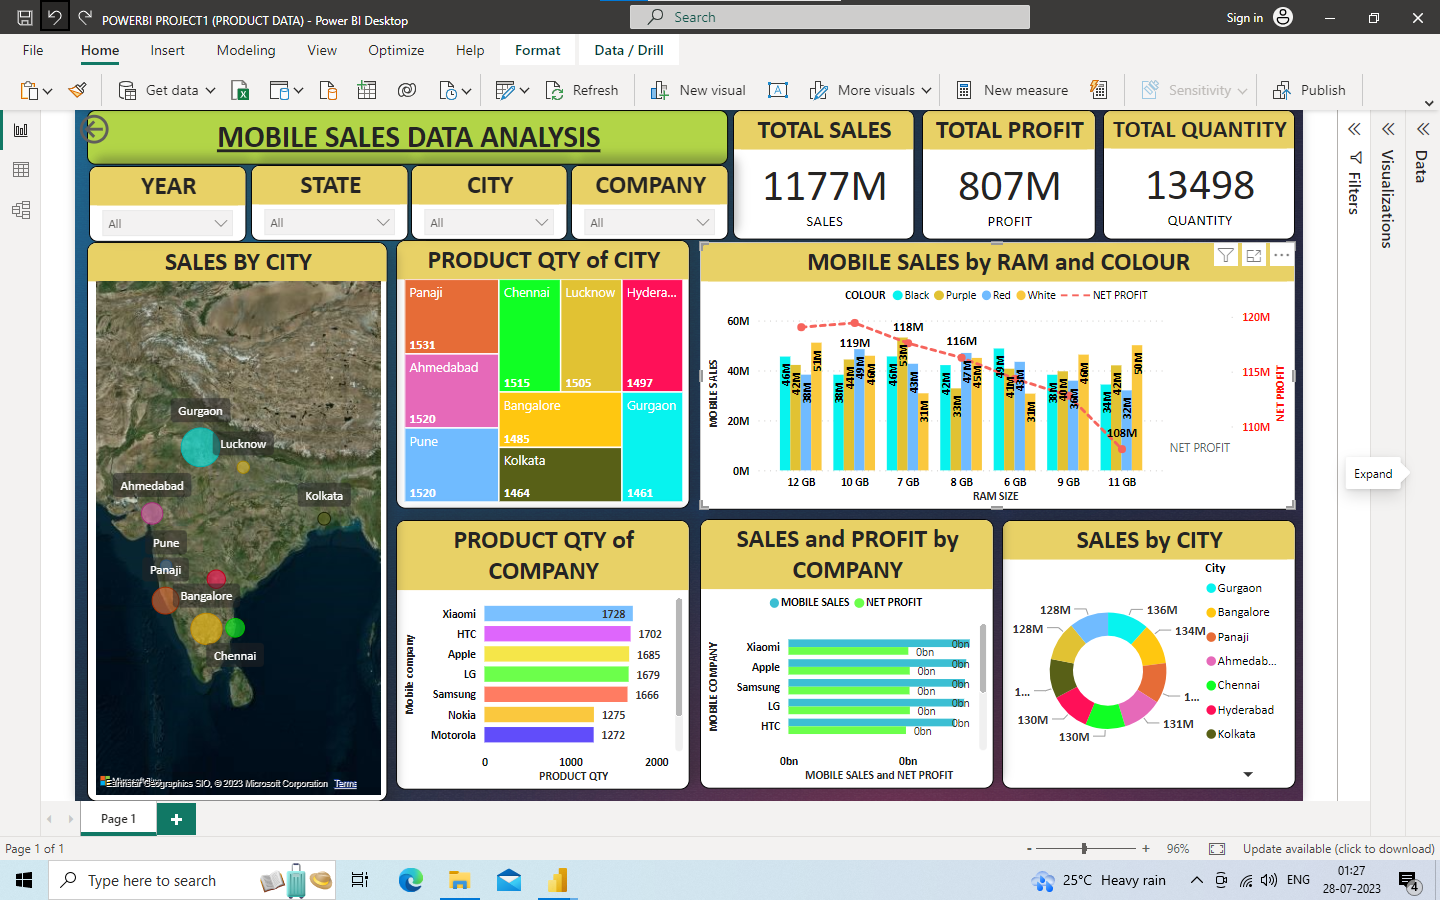 POWERBI PROJECT1 (PRODUCT DATA) - Power BI Desktop
Search
Sign in
File Home Insert Modeling View Optimize Help Format Data / Drill
Get data Refresh New visual More visuals New measure Sensitivity Publish
MOBILE SALES DATA ANALYSIS
TOTAL SALES
1177M
SALES
TOTAL PROFIT
807M
PROFIT
TOTAL QUANTITY
13498
QUANTITY
YEAR
All
STATE
All
CITY
All
COMPANY
All
Filters
Visualizations
Data
Expand
SALES BY CITY
Gurgaon
Lucknow
Ahmedabad
Kolkata
Pune
Panaji
Bangalore
Chennai
Earthstar Geographics SIO, © 2023 Microsoft Corporation Terms
PRODUCT QTY of CITY
Panaji
1531
Ahmedabad
1520
Pune
1520
Chennai
1515
Lucknow
1505
Hydera...
1497
Bangalore
1485
Kolkata
1464
Gurgaon
1461
MOBILE SALES by RAM and COLOUR
COLOUR Black Purple Red White NET PROFIT
MOBILE SALES
60M
40M
20M
0M
46M 42M 38M 51M
38M 44M 49M 46M
46M 53M 43M 31M
42M 33M 47M 45M
49M 41M 43M 31M
38M 40M 36M 46M
34M 42M 32M 50M
119M
118M
116M
108M
120M
115M
110M
NET PROFIT
NET PROFIT
12 GB 10 GB 7 GB 8 GB 6 GB 9 GB 11 GB
RAM SIZE
PRODUCT QTY of
COMPANY
Mobile company
Xiaomi 1728
HTC 1702
Apple 1685
LG 1679
Samsung 1666
Nokia 1275
Motorola 1272
0 1000 2000
PRODUCT QTY
SALES and PROFIT by
COMPANY
MOBILE SALES NET PROFIT
MOBILE COMPANY
Xiaomi 0bn
0bn
Apple 0bn
0bn
Samsung 0bn
0bn
LG 0bn
0bn
HTC 0bn
0bn
0bn 0bn
MOBILE SALES and NET PROFIT
SALES by CITY
City
Gurgaon
Bangalore
Panaji
Ahmedab...
Chennai
Hyderabad
Kolkata
136M
134M
1...
131M
130M
130M
1...
128M
128M
Page 1
Page 1 of 1
- + 96%
Update available (click to download)
Type here to search
25°C Heavy rain
ENG
01:27
28-07-2023
4